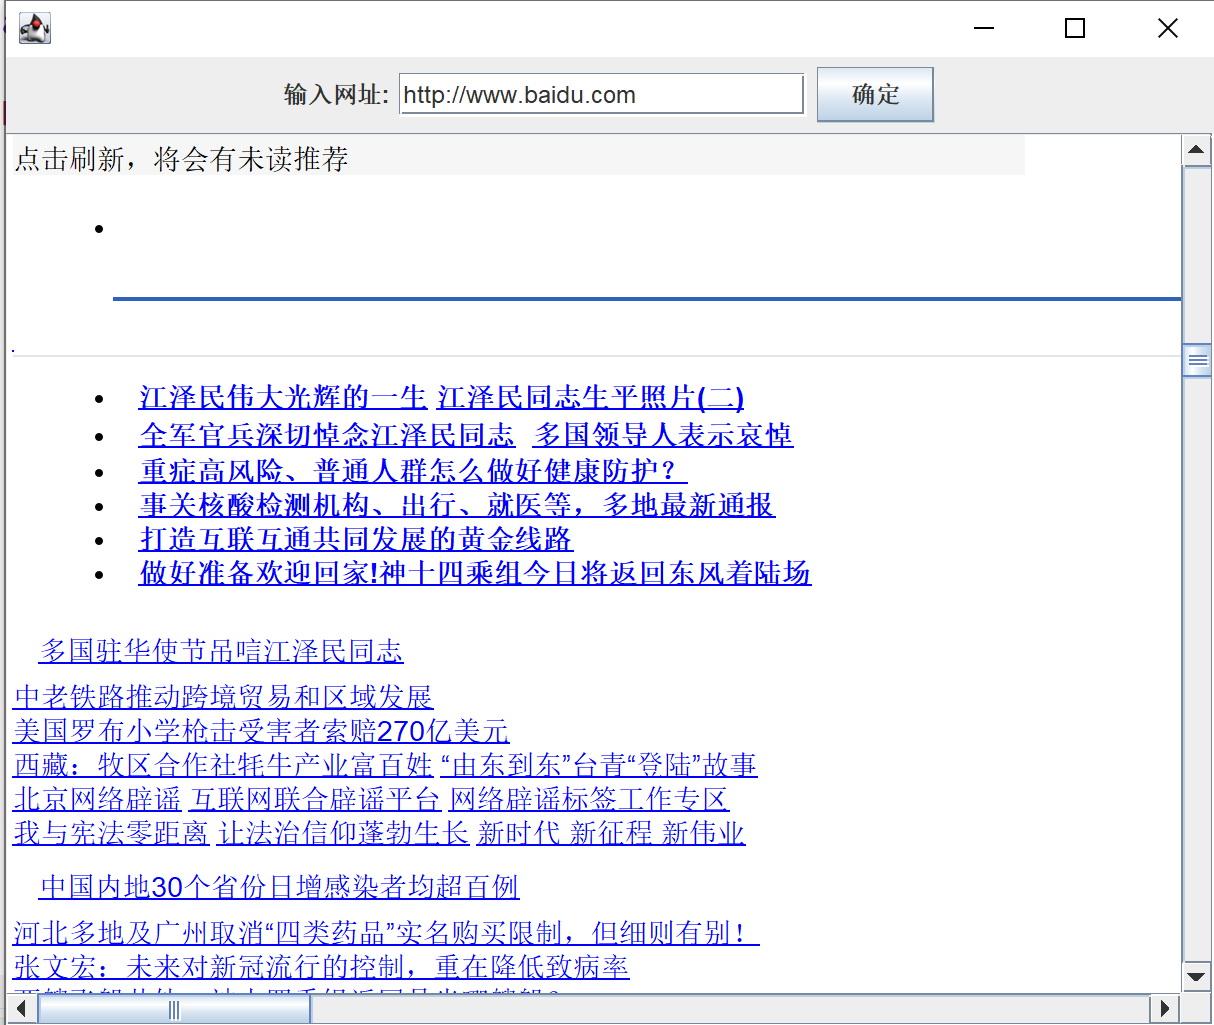 输入网址: http://www.baidu.com 确定
点击刷新，将会有未读推荐
江泽民伟大光辉的一生 江泽民同志生平照片(二)
全军官兵深切悼念江泽民同志 多国领导人表示哀悼
重症高风险、普通人群怎么做好健康防护？
事关核酸检测机构、出行、就医等，多地最新通报
打造互联互通共同发展的黄金线路
做好准备欢迎回家!神十四乘组今日将返回东风着陆场
多国驻华使节吊唁江泽民同志
中老铁路推动跨境贸易和区域发展
美国罗布小学枪击受害者索赔270亿美元
西藏：牧区合作社牦牛产业富百姓 “由东到东”台青“登陆”故事
北京网络辟谣 互联网联合辟谣平台 网络辟谣标签工作专区
我与宪法零距离 让法治信仰蓬勃生长 新时代 新征程 新伟业
中国内地30个省份日增感染者均超百例
河北多地及广州取消“四类药品”实名购买限制，但细则有别！
张文宏：未来对新冠流行的控制，重在降低致病率